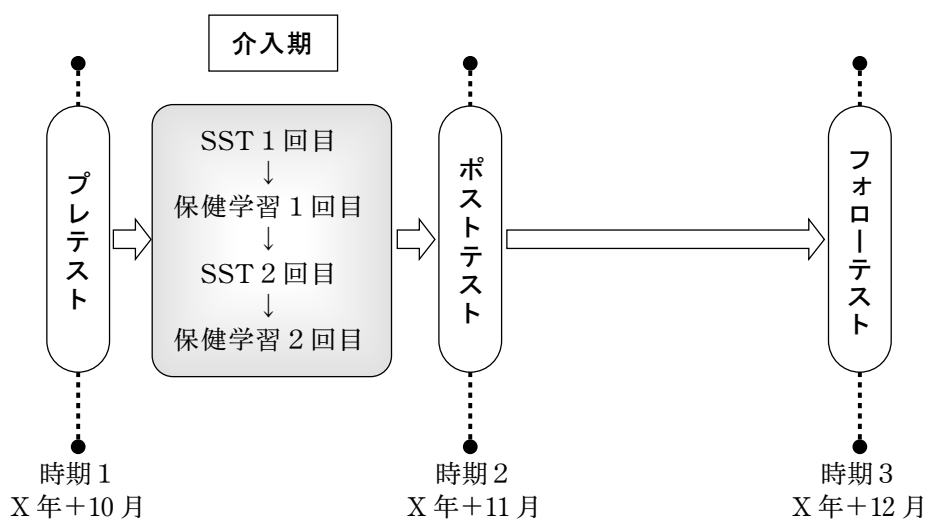 介入期
プレテスト
SST 1 回目
↓
保健学習 1 回目
↓
SST 2 回目
↓
保健学習 2 回目
ポストテスト
フォローテスト
時期 1
X 年＋10 月
時期 2
X 年＋11 月
時期 3
X 年＋12 月